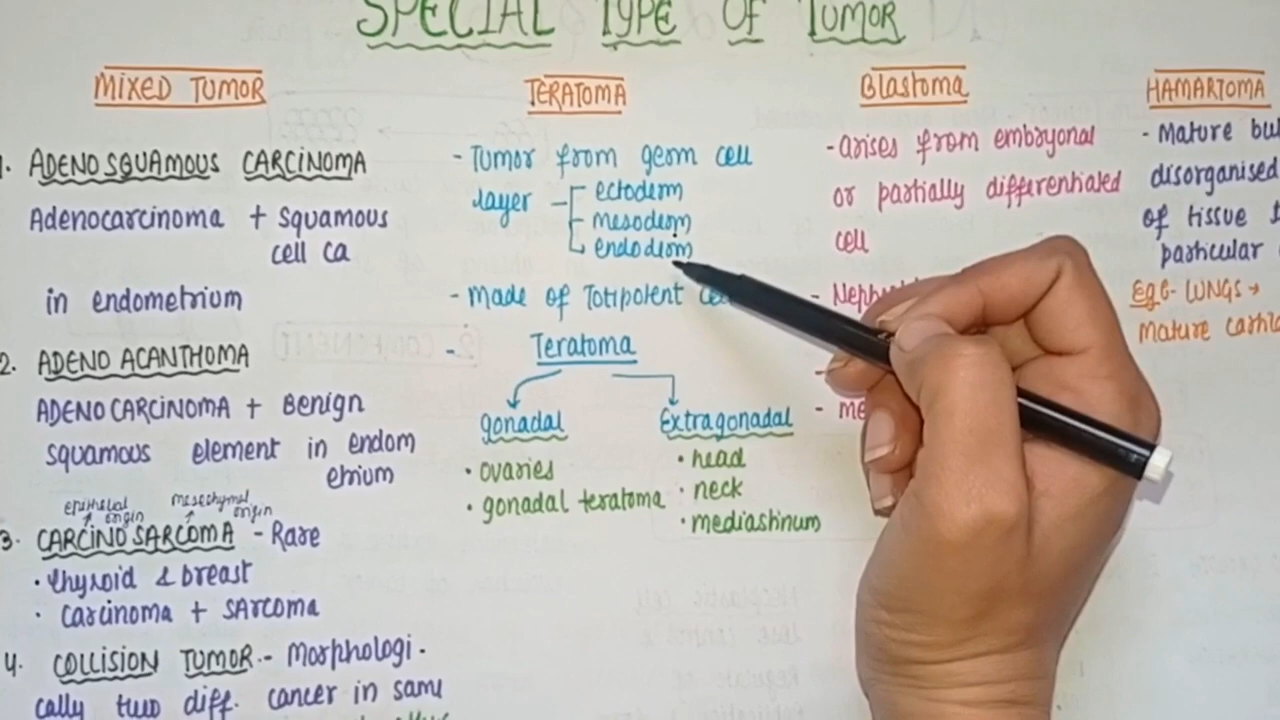 SPECIAL TYPE OF TUMOR
MIXED TUMOR
1. ADENOSQUAMOUS CARCINOMA
Adenocarcinoma + squamous
cell ca
in endometrium
2. ADENO ACANTHOMA
ADENOCARCINOMA + Benign
squamous element in endom
etrium
epithelial origin
mesechymal origin
3. CARCINOSARCOMA - Rare
• thyroid & breast
• carcinoma + SARCOMA
4. COLLISION TUMOR - Morphologi-
cally two diff. cancer in same
TERATOMA
- Tumor from germ cell
layer - ectoderm
mesoderm
endoderm
- Made of Totipotent
- Teratoma
gonadal
• ovaries
• gonadal teratoma
Extragonadal
• head
• neck
• mediastinum
Blastoma
- arises from embryonal
or partially differentiated
cell
HAMARTOMA
- Mature
disorganised
of tissue
particular
Eg - LUNGS →
mature